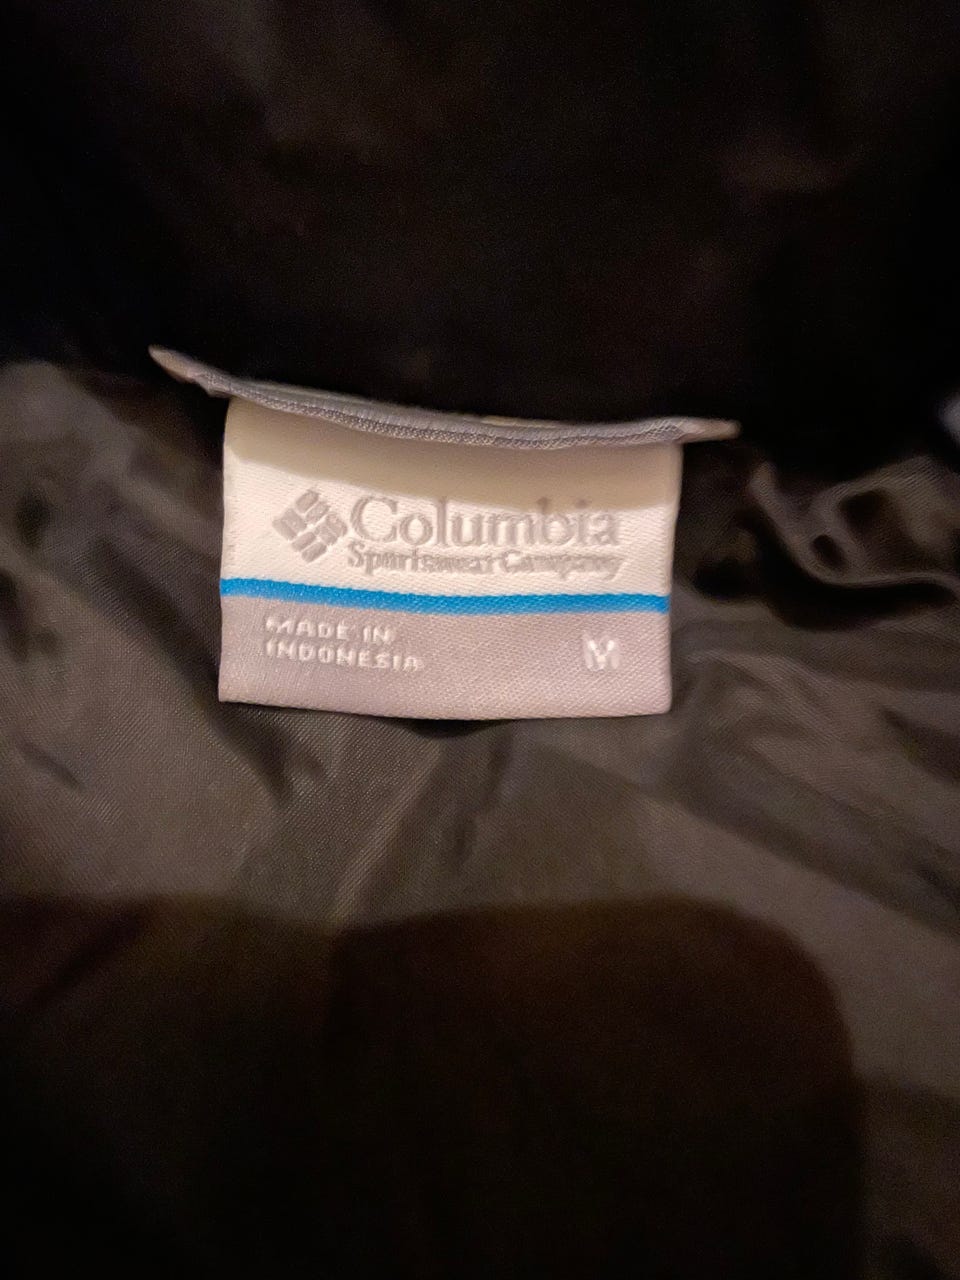 Columbia
Sportswear Company
MADE IN
INDONESIA
M